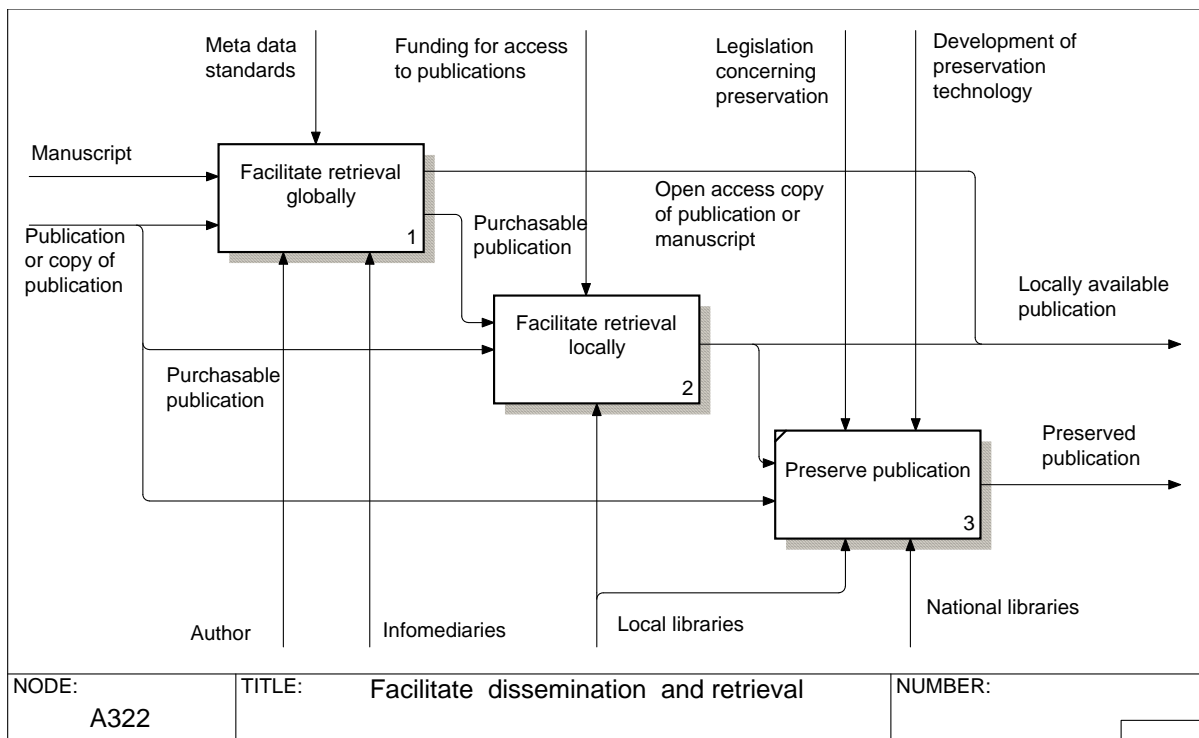 Meta data
standards
Funding for access
to publications
Legislation
concerning
preservation
Development of
preservation
technology
Manuscript
Facilitate retrieval
globally
1
Publication
or copy of
publication
Purchasable
publication
Open access copy
of publication or
manuscript
Locally available
publication
Facilitate retrieval
locally
2
Purchasable
publication
Preserve publication
3
Preserved
publication
Author
Infomediaries
Local libraries
National libraries
NODE:
A322
TITLE:
Facilitate dissemination and retrieval
NUMBER: